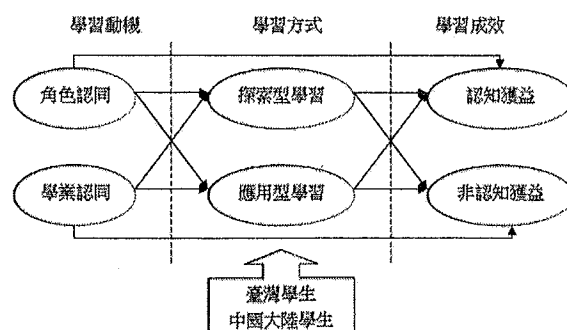 學習動機 學習方式 學習成效
角色認同 探索型學習 認知獲益
學業認同 應用型學習 非認知獲益
臺灣學生
中國大陸學生